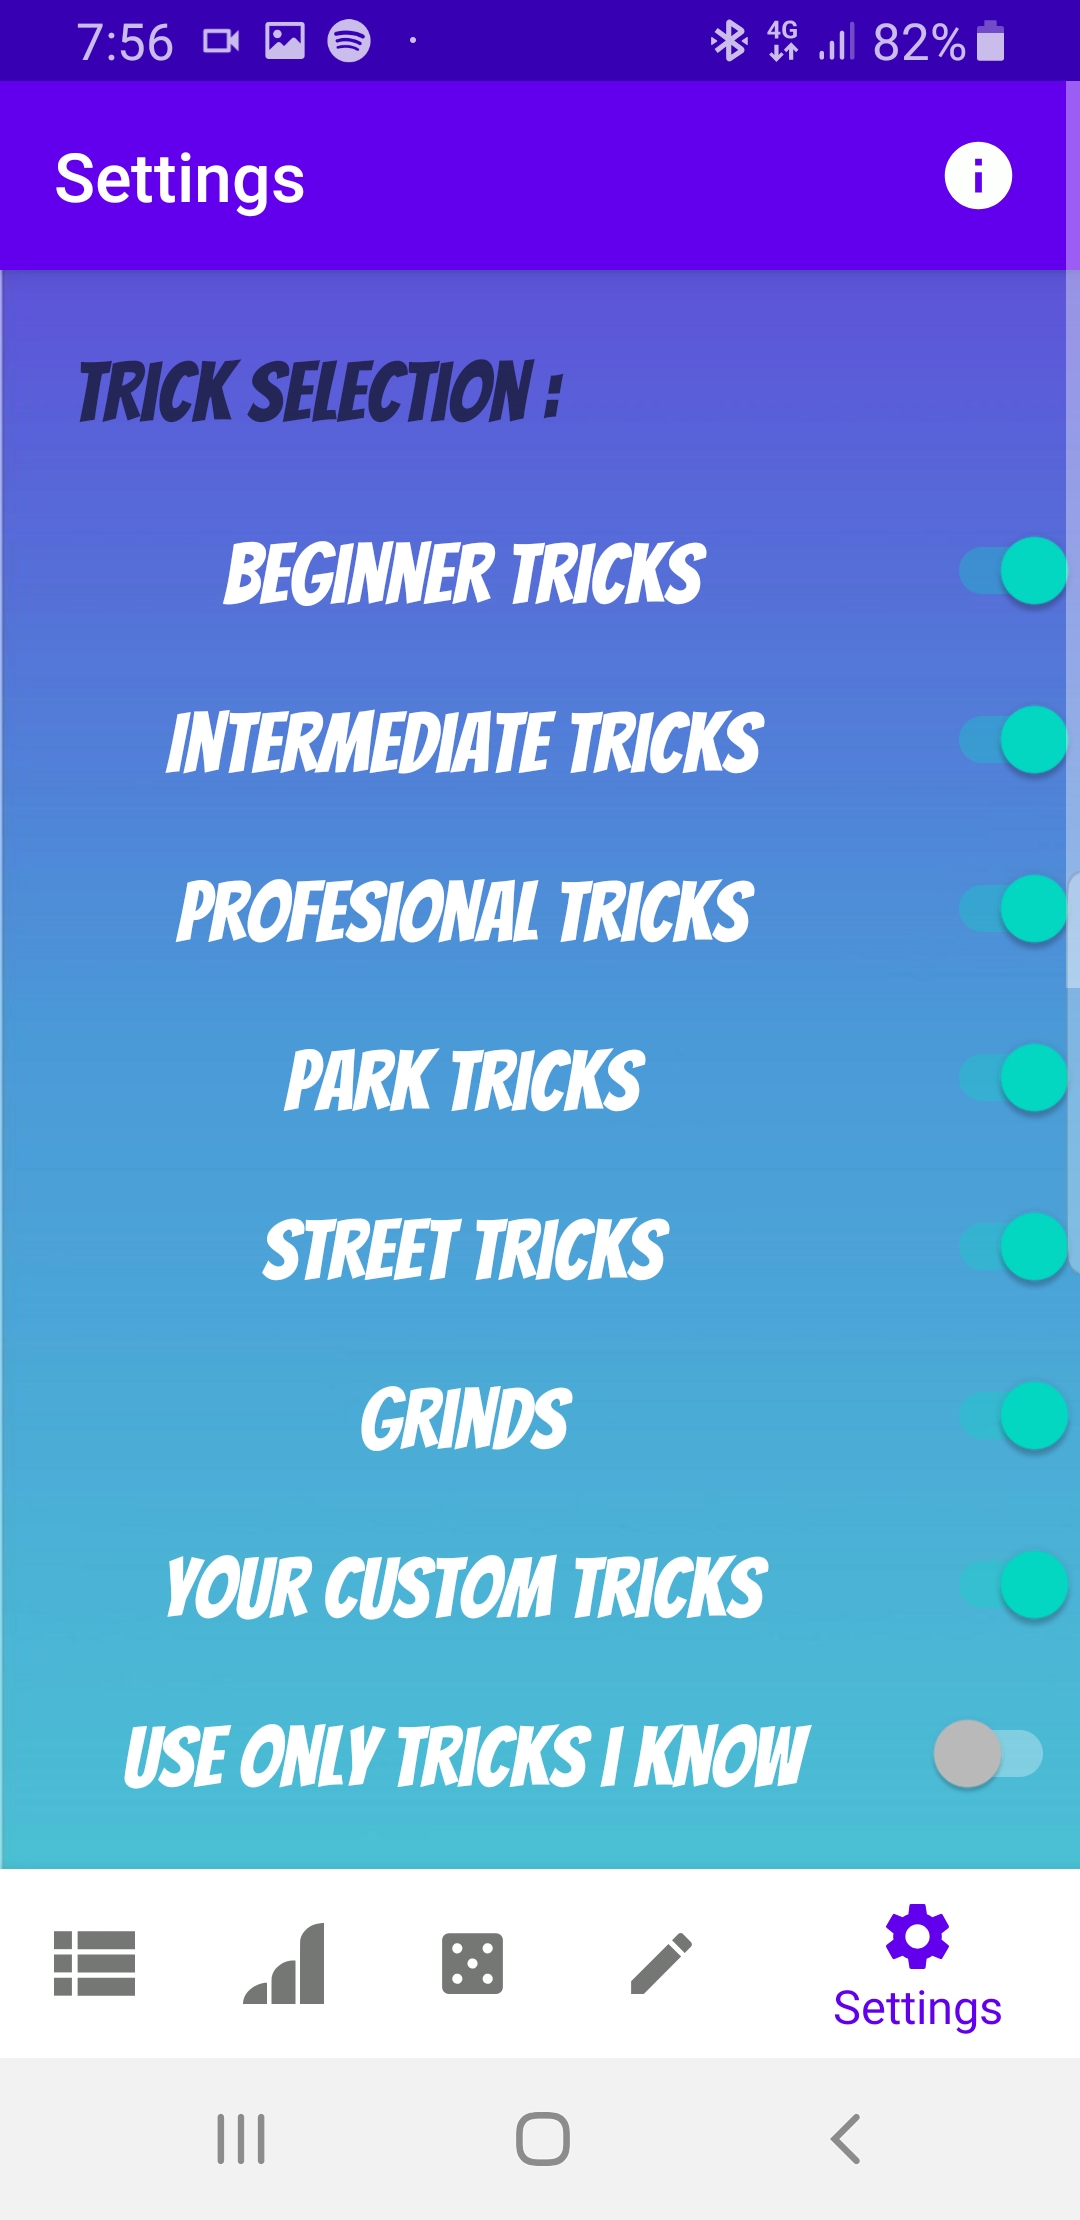 7:56 4G 82%
Settings
TRICK SELECTION :
BEGINNER TRICKS
INTERMEDIATE TRICKS
PROFESIONAL TRICKS
PARK TRICKS
STREET TRICKS
GRINDS
YOUR CUSTOM TRICKS
USE ONLY TRICKS I KNOW
Settings